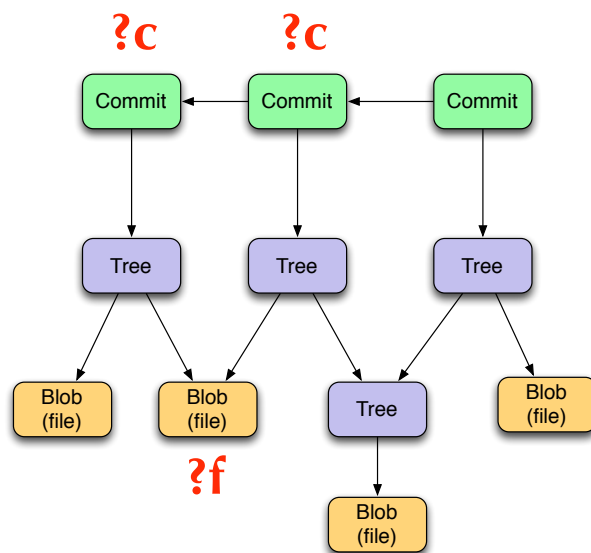 ?c ?c
Commit Commit Commit
Tree Tree Tree
Blob
(file)
Blob
(file)
Tree
Blob
(file)
?f
Blob
(file)